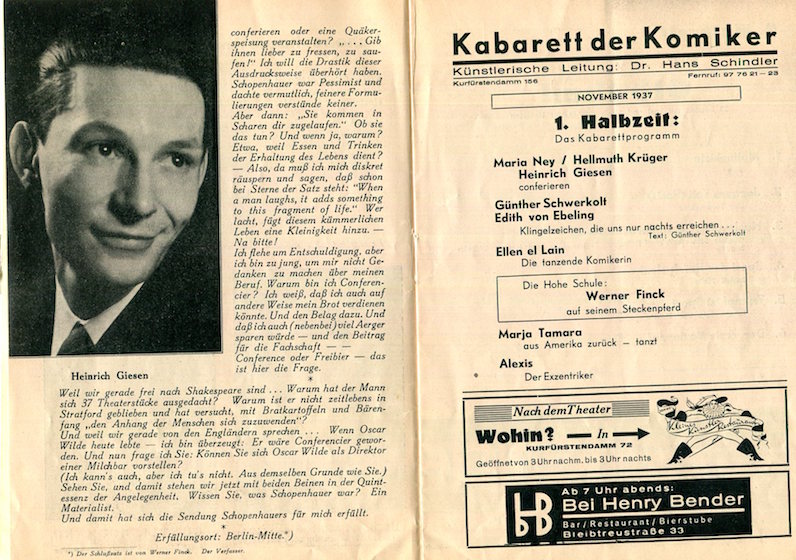 conferieren oder eine Quäker-
speisung veranstalten? „ . . . Gib
ihnen lieber zu fressen, zu sau-
fen!“ Ich will die Drastik dieser
Ausdrucksweise überhört haben.
Schopenhauer war Pessimist und
dachte vermutlich, feinere Formu-
lierungen verstünde keiner.
Aber dann: „Sie kommen in
Scharen dir zugelaufen.“ Ob sie
das tun? Und wenn ja, warum?
Etwa, weil Essen und Trinken
der Erhaltung des Lebens dient?
— Also, da muß ich mich diskret
räuspern und sagen, daß schon
bei Sterne der Satz steht: “When
a man laughs, it adds something
to this fragment of life.” Wer
lacht, fügt diesem kümmerlichen
Leben eine Kleinigkeit hinzu. —
Na bitte!
Ich flehe um Entschuldigung, aber
ich bin zu jung, um mir nicht Ge-
danken zu machen über meinen
Beruf. Warum bin ich Conferen-
cier? Ich weiß, daß ich auch auf
andere Weise mein Brot verdienen
könnte. Und den Belag dazu. Und
daß ich auch (nebenbei) viel Aerger
sparen würde — und den Beitrag
für die Fachschaft — —
Conference oder Freibier — das
ist hier die Frage.
*
Heinrich Giesen
Weil wir gerade frei nach Shakespeare sind . . . Warum hat der Mann
sich 37 Theaterstücke ausgedacht? Warum ist er nicht zeitlebens in
Stratford geblieben und hat versucht, mit Bratkartoffeln und Bären-
fang „den Anhang der Menschen sich zuzuwenden“?
Und weil wir gerade von den Engländern sprechen . . . Wenn Oscar
Wilde heute lebte — ich bin überzeugt: Er wäre Conferencier gewor-
den. Und nun frage ich Sie: Können Sie sich Oscar Wilde als Direktor
einer Milchbar vorstellen?
(Ich kann's auch, aber ich tu's nicht. Aus demselben Grunde wie Sie.)
Sehen Sie, und damit stehen wir jetzt mit beiden Beinen in der Quint-
essenz der Angelegenheit. Wissen Sie, was Schopenhauer war? Ein
Materialist.
Und damit hat sich die Sendung Schopenhauers für mich erfüllt.
*
Erfüllungsort: Berlin-Mitte.*)
*) Der Schlußsatz ist von Werner Finck. Der Verfasser.
Kabarett der Komiker
Künstlerische Leitung: Dr. Hans Schindler
Kurfürstendamm 156 Fernruf: 97 76 21 — 23
NOVEMBER 1937
1. Halbzeit:
Das Kabarettprogramm
Maria Ney / Hellmuth Krüger
Heinrich Giesen
conferieren
Günther Schwerkolt
Edith von Ebeling
Klingelzeichen, die uns nur nachts erreichen . . .
Text: Günther Schwerkolt
Ellen el Lain
Die tanzende Komikerin
Die Hohe Schule:
Werner Finck
auf seinem Steckenpferd
Marja Tamara
aus Amerika zurück — tanzt
Alexis
Der Exzentriker
Nach dem Theater
Wohin? — In
KURFÜRSTENDAMM 72
Geöffnet von 3 Uhr nachm. bis 3 Uhr nachts
Kleines
Künstler
Restaurant
bHB
Ab 7 Uhr abends:
Bei Henry Bender
Bar / Restaurant / Bierstube
Bleibtreustraße 33